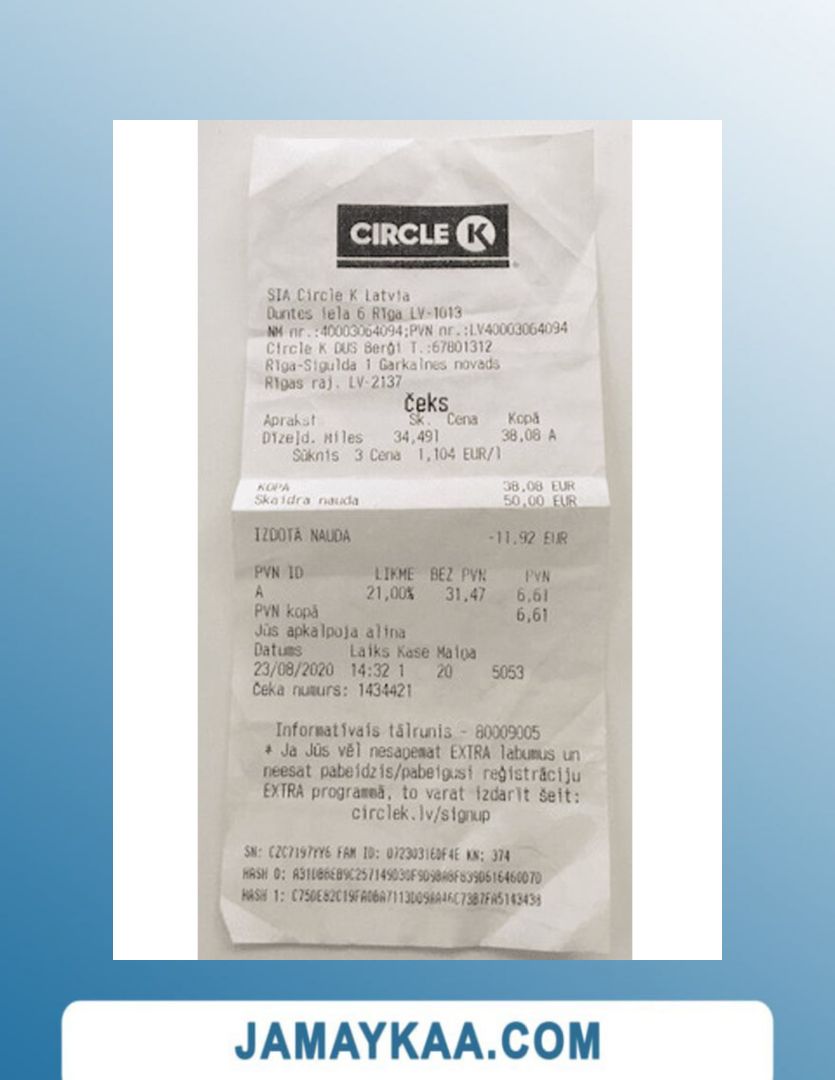 CIRCLE K
SIA Circle K Latvia
Duntes iela 6 Rīga LV-1013
NM nr.:40003064094;PVN nr.:LV40003064094
Circle K DUS Berģi T.:67801312
Rīga-Sigulda 1 Garkalnes novads
Rīgas raj. LV-2137
čeks
Apraksts Sk. Cena Kopā
Dīzeļd. Miles 34,49l 38,08 A
Sūknis 3 Cena 1,104 EUR/l
KOPĀ 38,08 EUR
Skaidra nauda 50,00 EUR
IZDOTĀ NAUDA -11,92 EUR
PVN ID LIKME BEZ PVN PVN
A 21,00% 31,47 6,61
PVN kopā 6,61
Jūs apkalpoja alina
Datums Laiks Kase Maiņa
23/08/2020 14:32 1 20 5053
Čeka numurs: 1434421
Informatīvais tālrunis - 80009005
* Ja Jūs vēl nesaņemat EXTRA labumus un
neesat pabeidzis/pabeigusi reģistrāciju
EXTRA programmā, to varat izdarīt šeit:
circlek.lv/signup
SN: CZC7197YY6 FAM ID: 07230316DF4E KN: 374
HASH 0:
HASH 1:
JAMAYKAA.COM